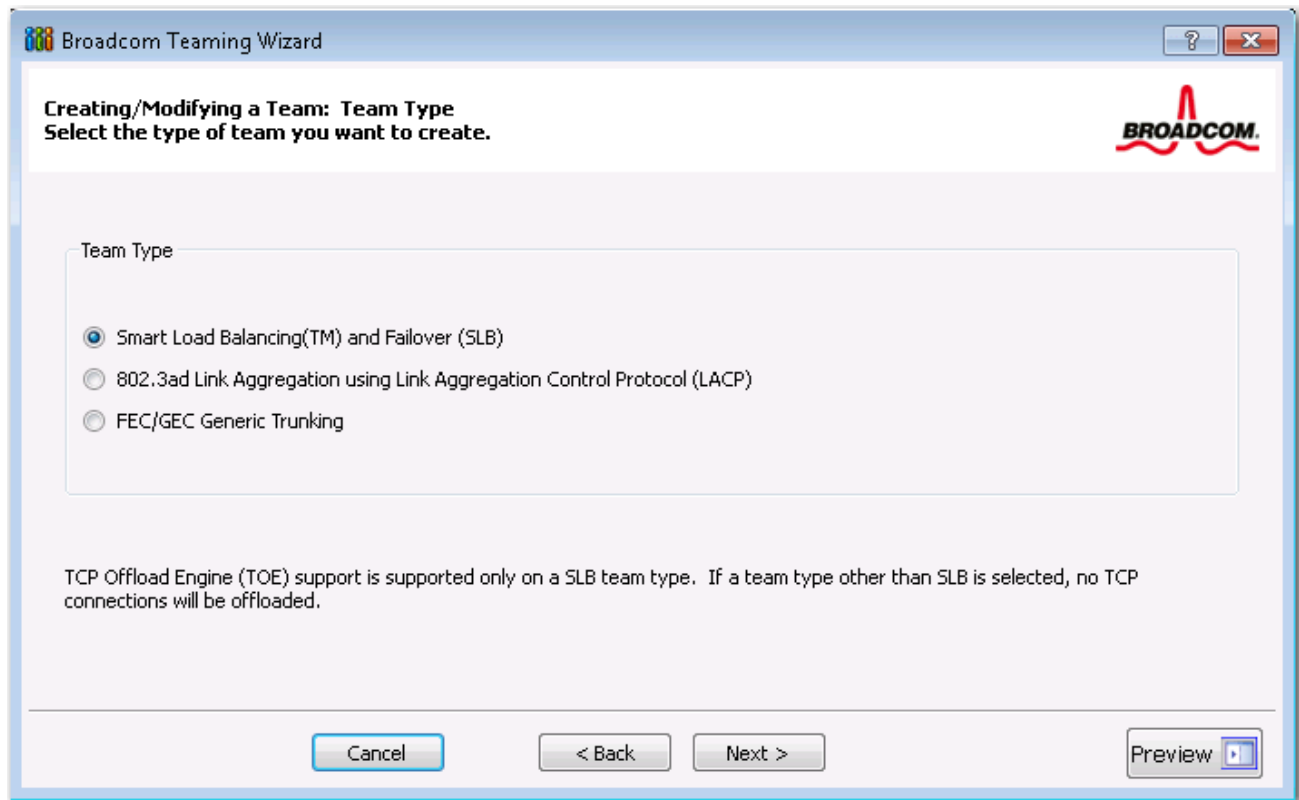 Broadcom Teaming Wizard
?
Creating/Modifying a Team: Team Type
Select the type of team you want to create.
BROADCOM.
Team Type
Smart Load Balancing(TM) and Failover (SLB)
802.3ad Link Aggregation using Link Aggregation Control Protocol (LACP)
FEC/GEC Generic Trunking
TCP Offload Engine (TOE) support is supported only on a SLB team type. If a team type other than SLB is selected, no TCP
connections will be offloaded.
Cancel
< Back
Next >
Preview